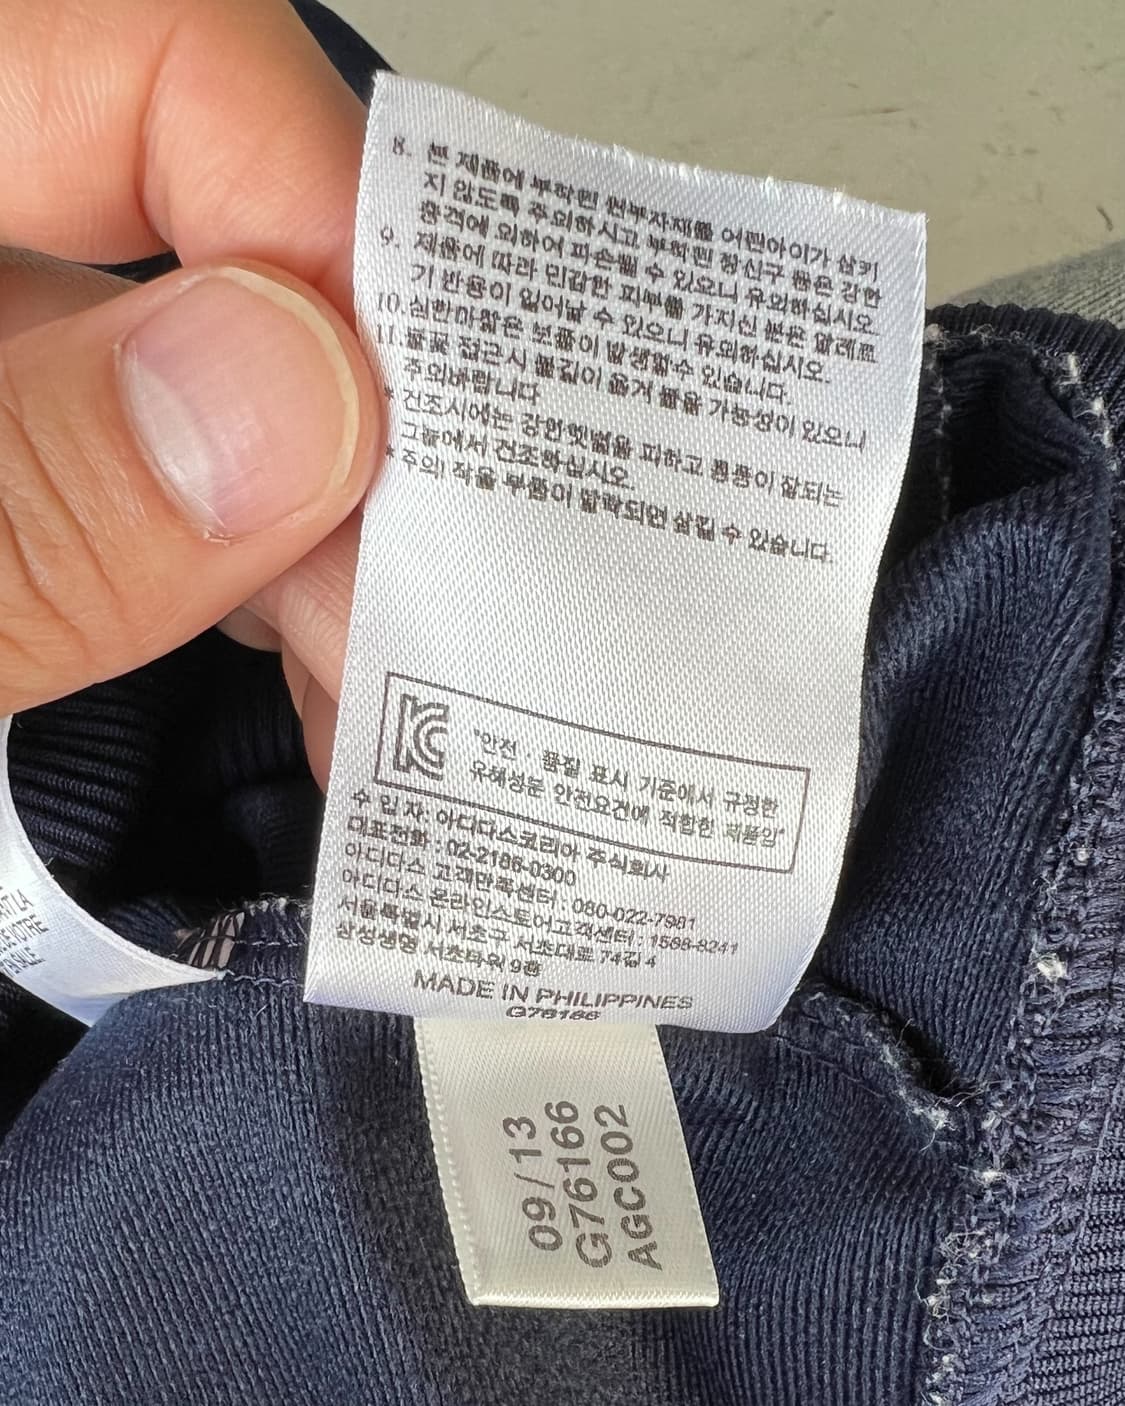 8. 본 제품에 부착된 원부자재를 어린아이가 삼키
지 않도록 주의하시고 부착된 장신구 등은 강한
충격에 의하여 파손될 수 있으니 유의하십시오.
9. 제품에 따라 민감한 피부를 가지신 분은 알레르
기 반응이 일어날 수 있으니 유의하십시오.
10. 심한마찰은 보풀이 발생할수 있습니다.
11. 불꽃 접근시 불길이 옮겨 붙을 가능성이 있으니
주의바랍니다
* 건조시에는 강한햇볕을 피하고 통풍이 잘되는
그늘에서 건조하십시오.
* 주의! 작은 부품이 탈락되면 삼킬 수 있습니다.
"안전 · 품질 표시 기준에서 규정한
유해성분 안전요건에 적합한 제품임"
수 입 자: 아디다스코리아 주식회사
대표전화 : 02-2186-0300
아디다스 고객만족센터 : 080-022-7981
아디다스 온라인스토어고객센터 : 1588-8241
서울특별시 서초구 서초대로 74길 4
삼성생명 서초타워 9층
MADE IN PHILIPPINES
G76166
09/13
G76166
AGC002